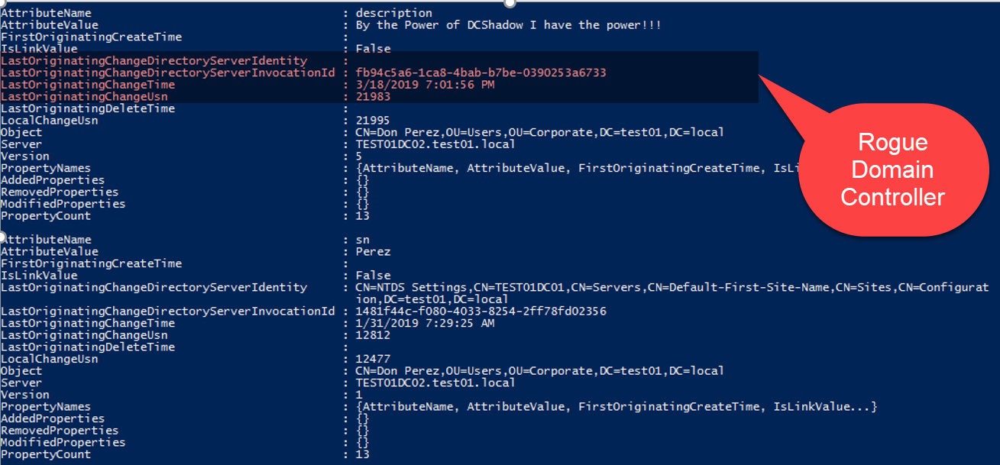 AttributeName : description
AttributeValue : By the Power of DCShadow I have the power!!!
FirstOriginatingCreateTime :
IsLinkValue : False
LastOriginatingChangeDirectoryServerIdentity :
LastOriginatingChangeDirectoryServerInvocationId : fb94c5a6-1ca8-4bab-b7be-0390253a6733
LastOriginatingChangeTime : 3/18/2019 7:01:56 PM
LastOriginatingChangeUsn : 21983
LastOriginatingDeleteTime :
LocalChangeUsn : 21995
Object : CN=Don Perez,OU=Users,OU=Corporate,DC=test01,DC=local
Server : TEST01DC02.test01.local
Version : 5
PropertyNames : {AttributeName, AttributeValue, FirstOriginatingCreateTime, IsLi
AddedProperties : {}
RemovedProperties : {}
ModifiedProperties : {}
PropertyCount : 13
Rogue
Domain
Controller
AttributeName : sn
AttributeValue : Perez
FirstOriginatingCreateTime :
IsLinkValue : False
LastOriginatingChangeDirectoryServerIdentity : CN=NTDS Settings,CN=TEST01DC01,CN=Servers,CN=Default-First-Site-Name,CN=Sites,CN=Configurat
ion,DC=test01,DC=local
LastOriginatingChangeDirectoryServerInvocationId : 1481f44c-f080-4033-8254-2ff78fd02356
LastOriginatingChangeTime : 1/31/2019 7:29:25 AM
LastOriginatingChangeUsn : 12812
LastOriginatingDeleteTime :
LocalChangeUsn : 12477
Object : CN=Don Perez,OU=Users,OU=Corporate,DC=test01,DC=local
Server : TEST01DC02.test01.local
Version : 1
PropertyNames : {AttributeName, AttributeValue, FirstOriginatingCreateTime, IsLinkValue...}
AddedProperties : {}
RemovedProperties : {}
ModifiedProperties : {}
PropertyCount : 13